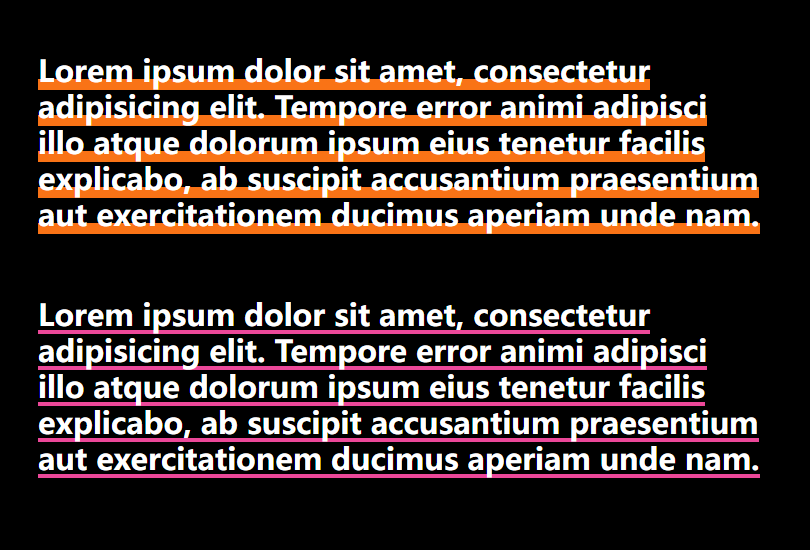 Lorem ipsum dolor sit amet, consectetur
adipisicing elit. Tempore error animi adipisci
illo atque dolorum ipsum eius tenetur facilis
explicabo, ab suscipit accusantium praesentium
aut exercitationem ducimus aperiam unde nam.
Lorem ipsum dolor sit amet, consectetur
adipisicing elit. Tempore error animi adipisci
illo atque dolorum ipsum eius tenetur facilis
explicabo, ab suscipit accusantium praesentium
aut exercitationem ducimus aperiam unde nam.